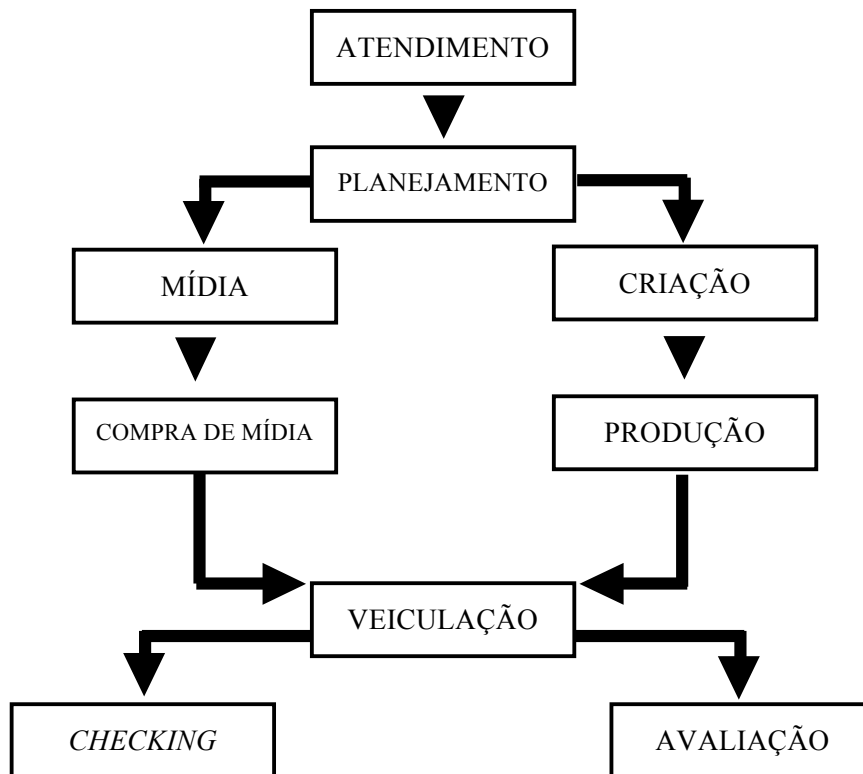 ATENDIMENTO
PLANEJAMENTO
MÍDIA
CRIAÇÃO
COMPRA DE MÍDIA
PRODUÇÃO
VEICULAÇÃO
CHECKING
AVALIAÇÃO